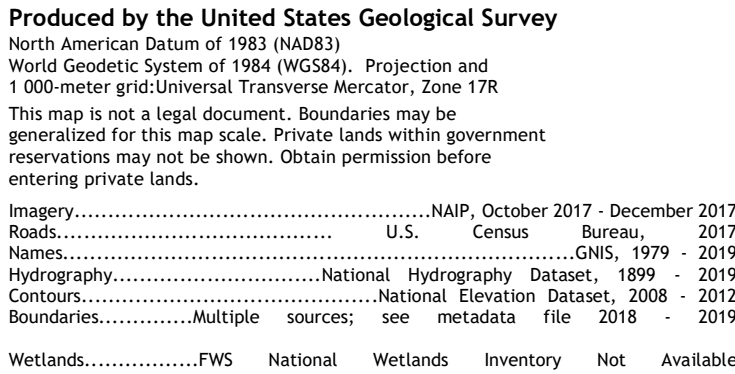 Produced by the United States Geological Survey
North American Datum of 1983 (NAD83)
World Geodetic System of 1984 (WGS84).  Projection and
1 000-meter grid:Universal Transverse Mercator, Zone 17R
This map is not a legal document. Boundaries may be
generalized for this map scale. Private lands within government
reservations may not be shown. Obtain permission before
entering private lands.
Imagery.....................................................NAIP, October 2017 - December 2017
Roads......................................... U.S. Census Bureau, 2017
Names............................................................................GNIS, 1979 - 2019
Hydrography...............................National Hydrography Dataset, 1899 - 2019
Contours............................................National Elevation Dataset, 2008 - 2012
Boundaries..............Multiple sources; see metadata file 2018 - 2019
Wetlands.................FWS National Wetlands Inventory Not Available